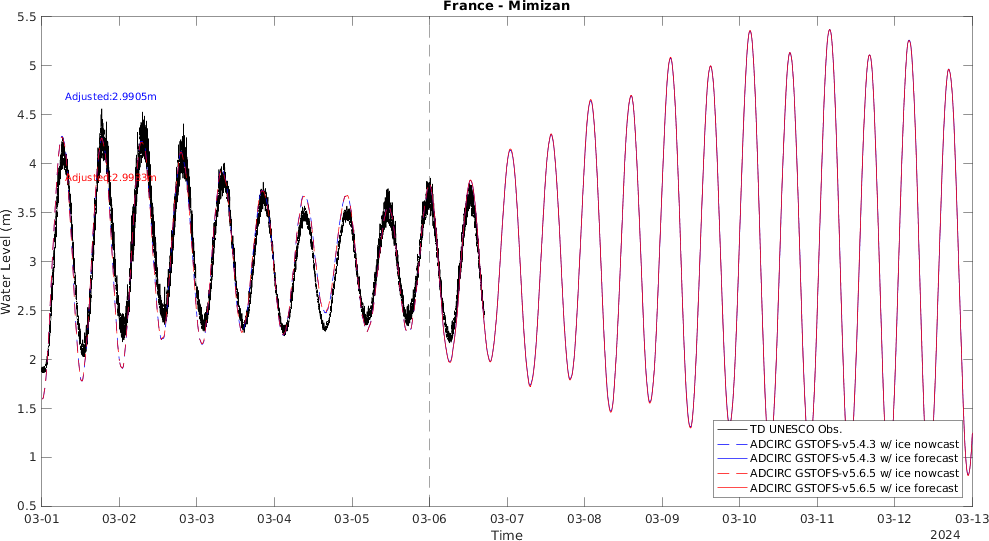 France - Mimizan
Water Level (m)
5.5
5
4.5
4
3.5
3
2.5
2
1.5
1
0.5
Adjusted:2.9905m
Adjusted:2.9983m
TD UNESCO Obs.
ADCIRC GSTOFS-v5.4.3 w/ ice nowcast
ADCIRC GSTOFS-v5.4.3 w/ ice forecast
ADCIRC GSTOFS-v5.6.5 w/ ice nowcast
ADCIRC GSTOFS-v5.6.5 w/ ice forecast
03-01 03-02 03-03 03-04 03-05 03-06 03-07 03-08 03-09 03-10 03-11 03-12 03-13
Time
2024